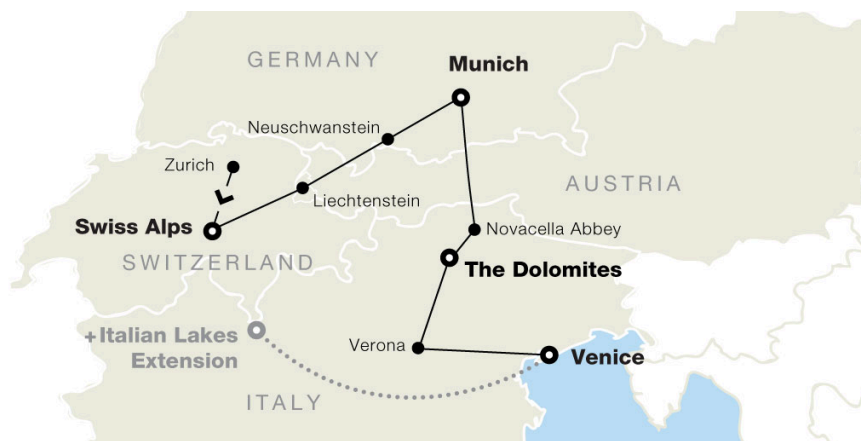 GERMANY
Munich
Neuschwanstein
Zurich
Liechtenstein
AUSTRIA
Swiss Alps
Novacella Abbey
SWITZERLAND
The Dolomites
+Italian Lakes
Extension
Verona
Venice
ITALY